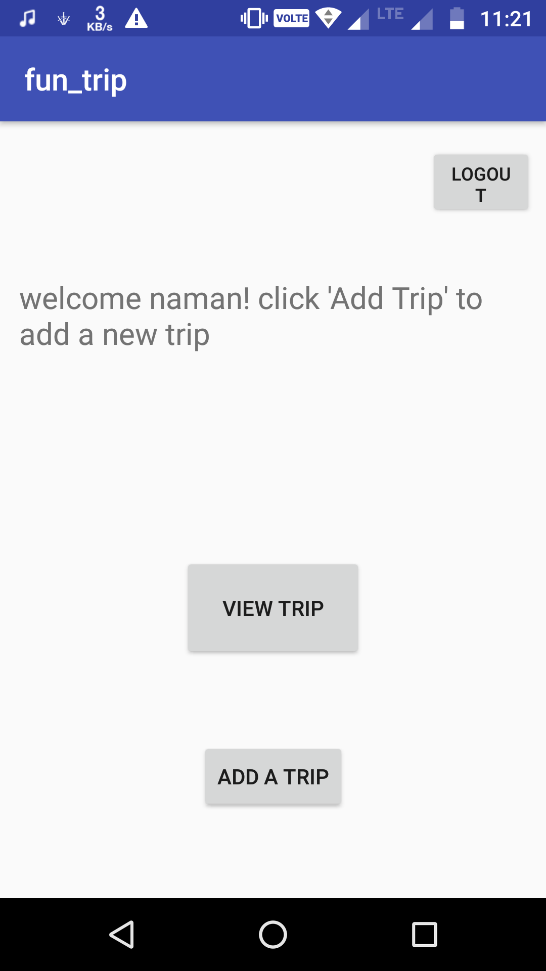 3
KB/s
VOLTE
LTE
11:21
fun_trip
LOGOU
T
welcome naman! click 'Add Trip' to
add a new trip
VIEW TRIP
ADD A TRIP